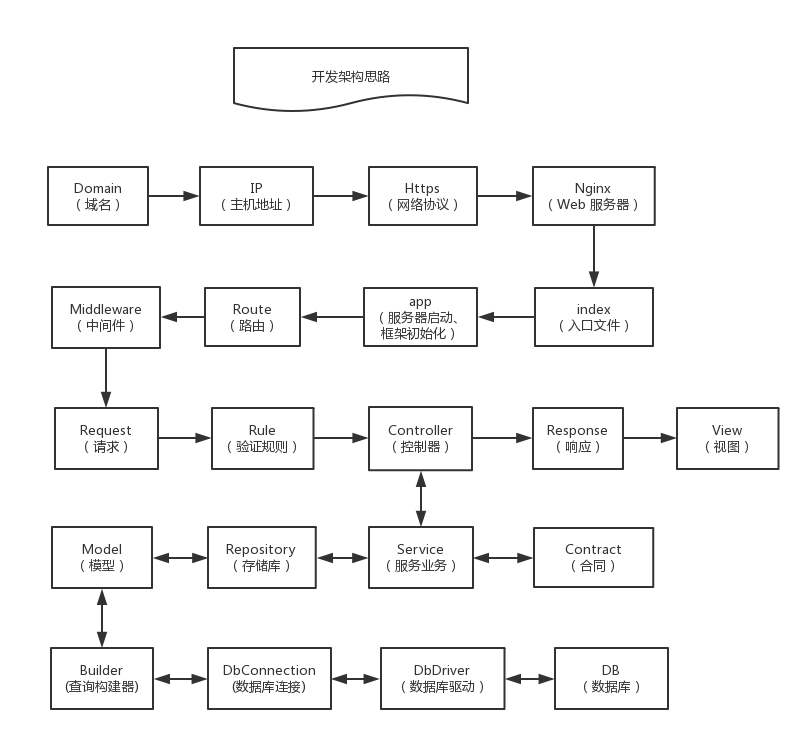 开发架构思路
Domain
（域名）
IP
（主机地址）
Https
（网络协议）
Nginx
（Web 服务器）
Middleware
（中间件）
Route
（路由）
app
（服务器启动、
框架初始化）
index
（入口文件）
Request
（请求）
Rule
（验证规则）
Controller
（控制器）
Response
（响应）
View
（视图）
Model
（模型）
Repository
（存储库）
Service
（服务业务）
Contract
（合同）
Builder
(查询构建器)
DbConnection
(数据库连接)
DbDriver
（数据库驱动）
DB
（数据库）